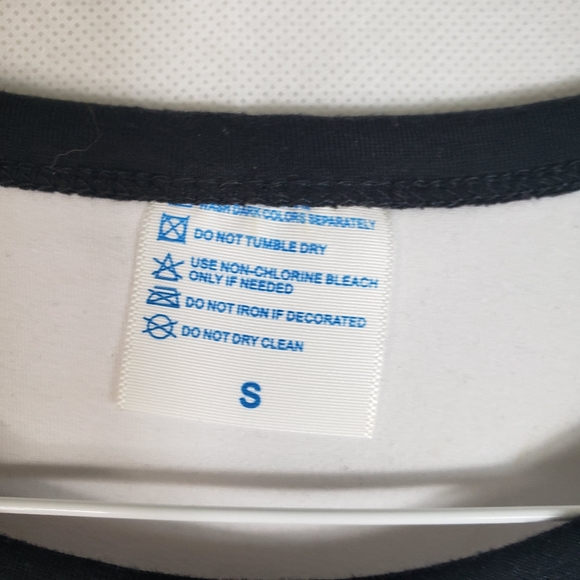 WASH DARK COLORS SEPARATELY
DO NOT TUMBLE DRY
USE NON-CHLORINE BLEACH
ONLY IF NEEDED
DO NOT IRON IF DECORATED
DO NOT DRY CLEAN
S